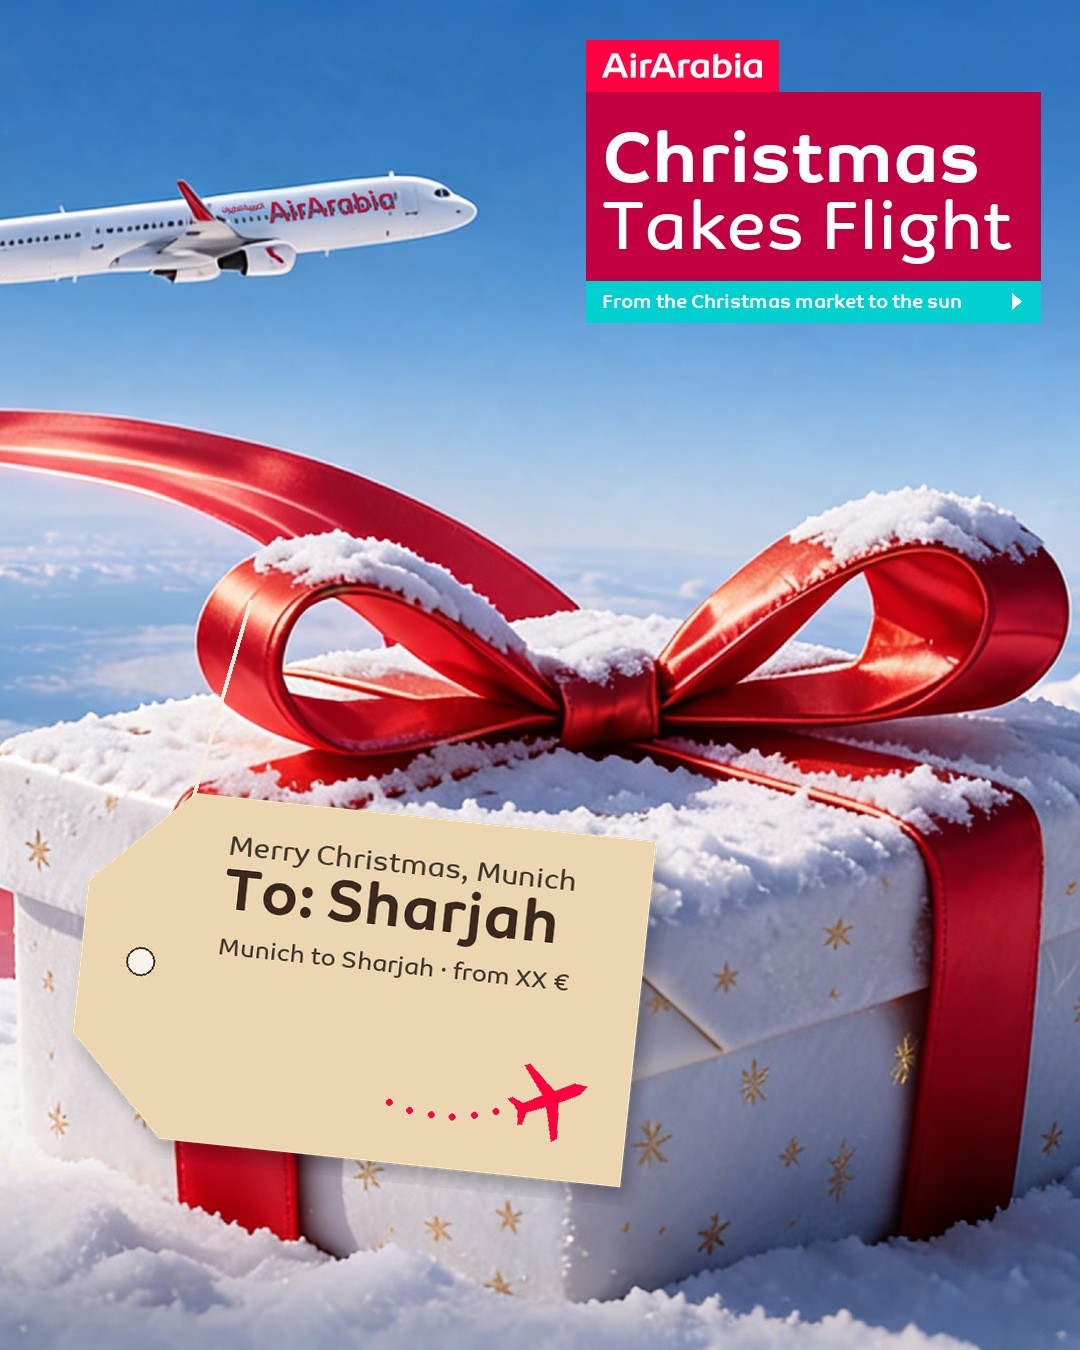 AirArabia
Christmas
Takes Flight
From the Christmas market to the sun
AirArabia
Merry Christmas, Munich
To: Sharjah
Munich to Sharjah · from XX €